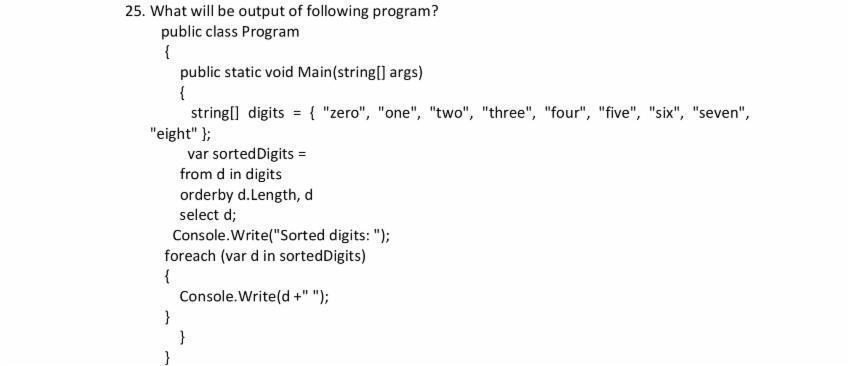 25. What will be output of following program?
public class Program
{
public static void Main(string[] args)
{
string[] digits = { "zero", "one", "two", "three", "four", "five", "six", "seven",
"eight" };
var sortedDigits =
from d in digits
orderby d.Length, d
select d;
Console.Write("Sorted digits: ");
foreach (var d in sortedDigits)
{
Console.Write(d +" ");
}
}
}